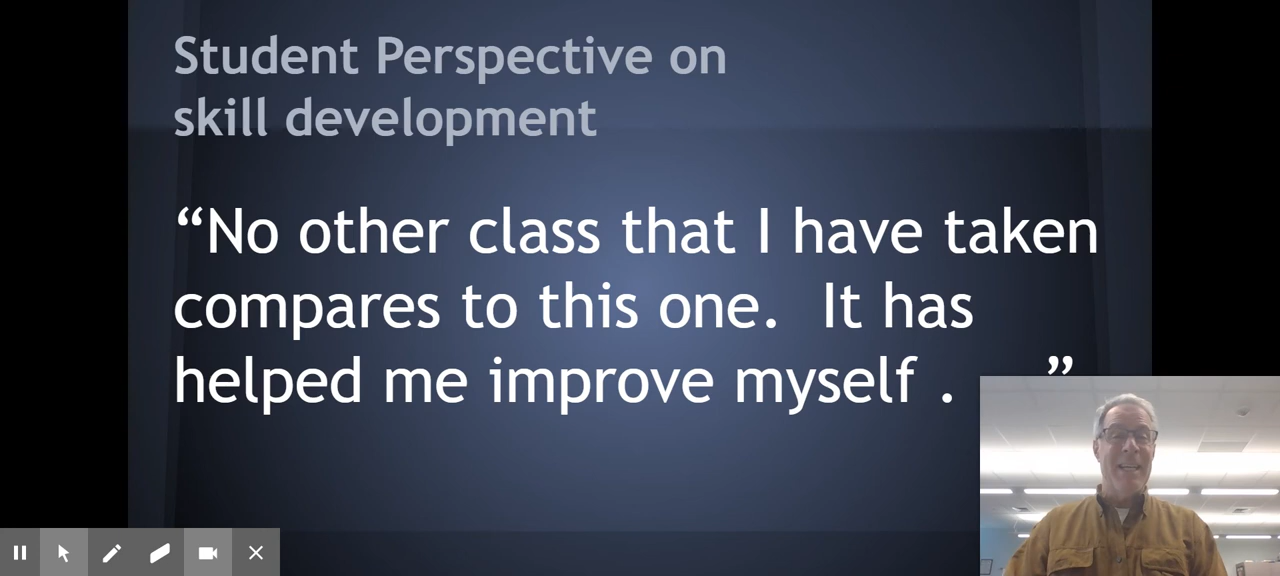 Student Perspective on
skill development
“No other class that I have taken
compares to this one.  It has
helped me improve myself .    ”